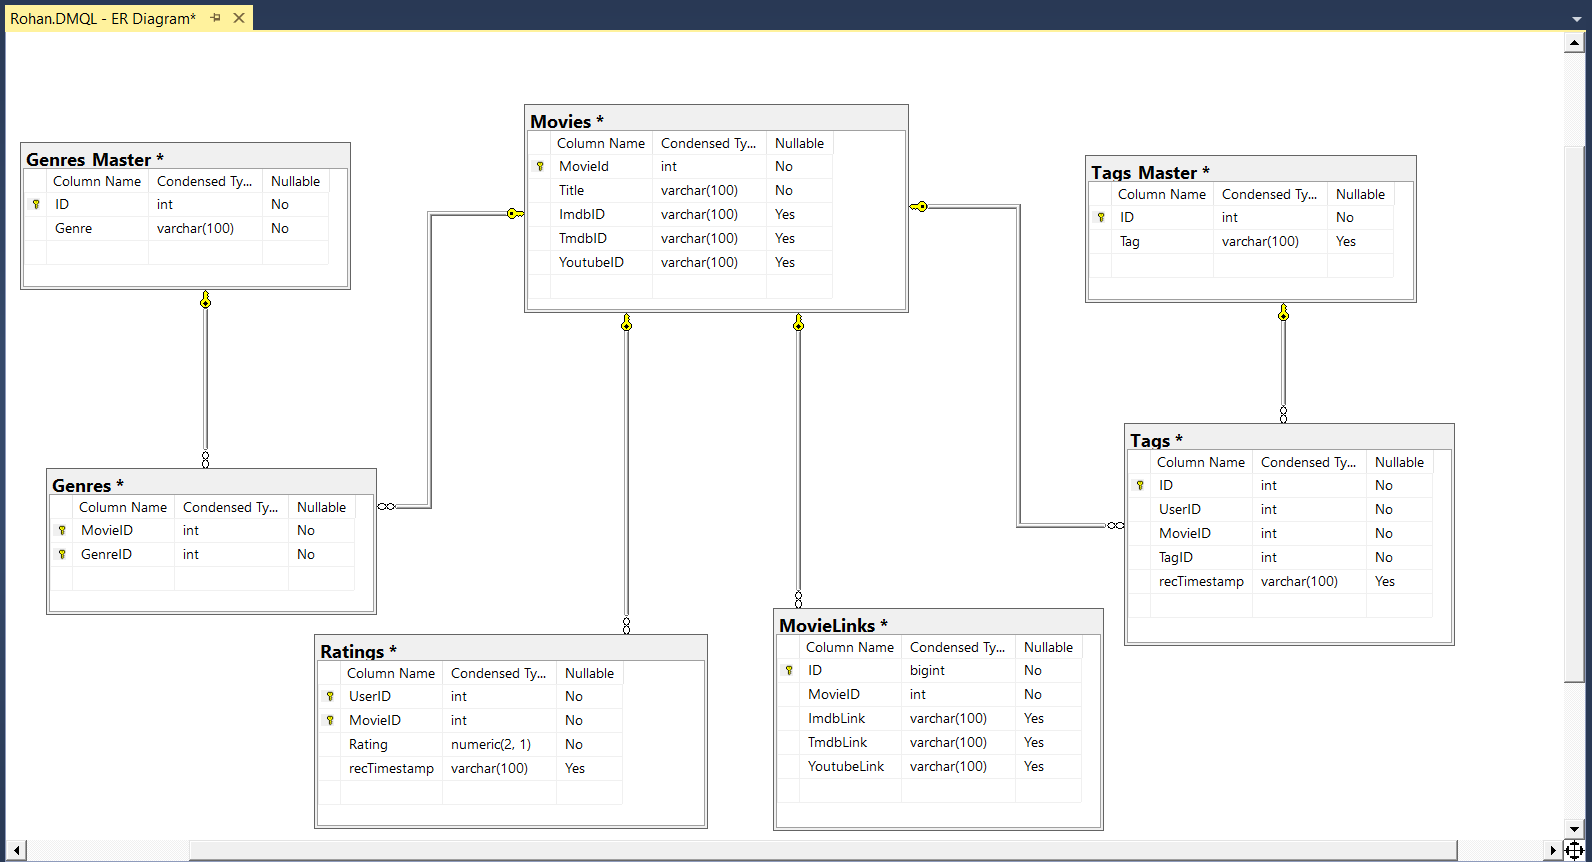 Rohan.DMQL - ER Diagram*
Genres_Master *
Column Name Condensed Ty... Nullable
ID int No
Genre varchar(100) No
Movies *
Column Name Condensed Ty... Nullable
MovieId int No
Title varchar(100) No
ImdbID varchar(100) Yes
TmdbID varchar(100) Yes
YoutubeID varchar(100) Yes
Tags_Master *
Column Name Condensed Ty... Nullable
ID int No
Tag varchar(100) Yes
Genres *
Column Name Condensed Ty... Nullable
MovieID int No
GenreID int No
Tags *
Column Name Condensed Ty... Nullable
ID int No
UserID int No
MovieID int No
TagID int No
recTimestamp varchar(100) Yes
Ratings *
Column Name Condensed Ty... Nullable
UserID int No
MovieID int No
Rating numeric(2, 1) No
recTimestamp varchar(100) Yes
MovieLinks *
Column Name Condensed Ty... Nullable
ID bigint No
MovieID int No
ImdbLink varchar(100) Yes
TmdbLink varchar(100) Yes
YoutubeLink varchar(100) Yes